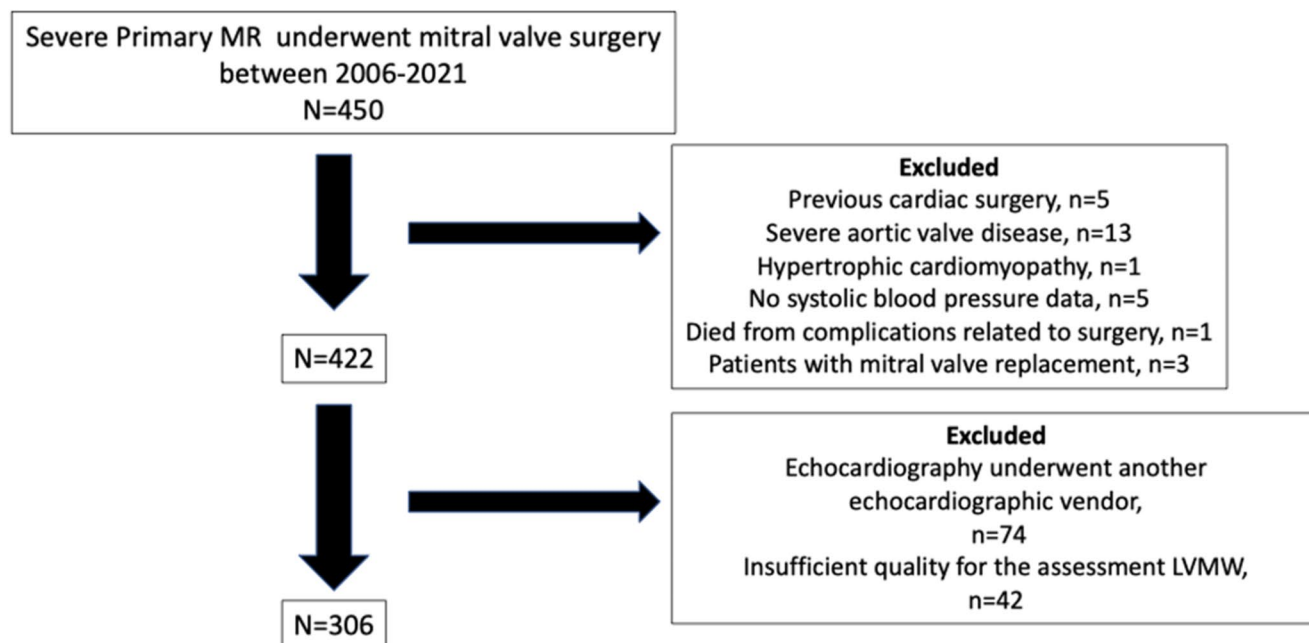 Severe Primary MR underwent mitral valve surgery
between 2006-2021
N=450
Excluded
Previous cardiac surgery, n=5
Severe aortic valve disease, n=13
Hypertrophic cardiomyopathy, n=1
No systolic blood pressure data, n=5
Died from complications related to surgery, n=1
Patients with mitral valve replacement, n=3
N=422
Excluded
Echocardiography underwent another
echocardiographic vendor,
n=74
Insufficient quality for the assessment LVMW,
n=42
N=306